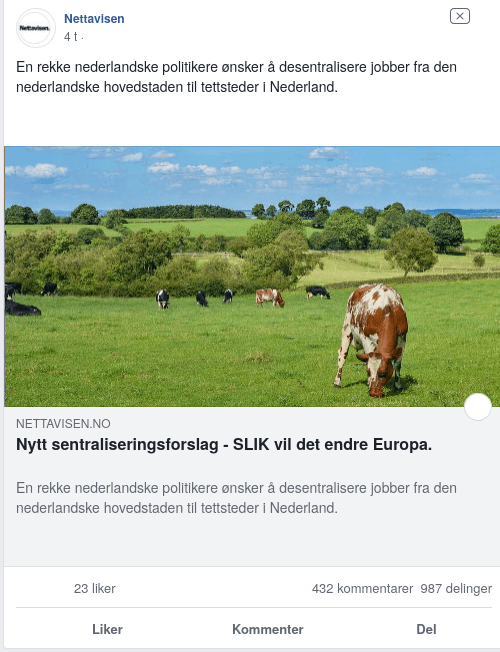 Nettavisen.
Nettavisen
4 t ·
En rekke nederlandske politikere ønsker å desentralisere jobber fra den
nederlandske hovedstaden til tettsteder i Nederland.
NETTAVISEN.NO
Nytt sentraliseringsforslag - SLIK vil det endre Europa.
En rekke nederlandske politikere ønsker å desentralisere jobber fra den
nederlandske hovedstaden til tettsteder i Nederland.
23 liker 432 kommentarer 987 delinger
Liker Kommenter Del